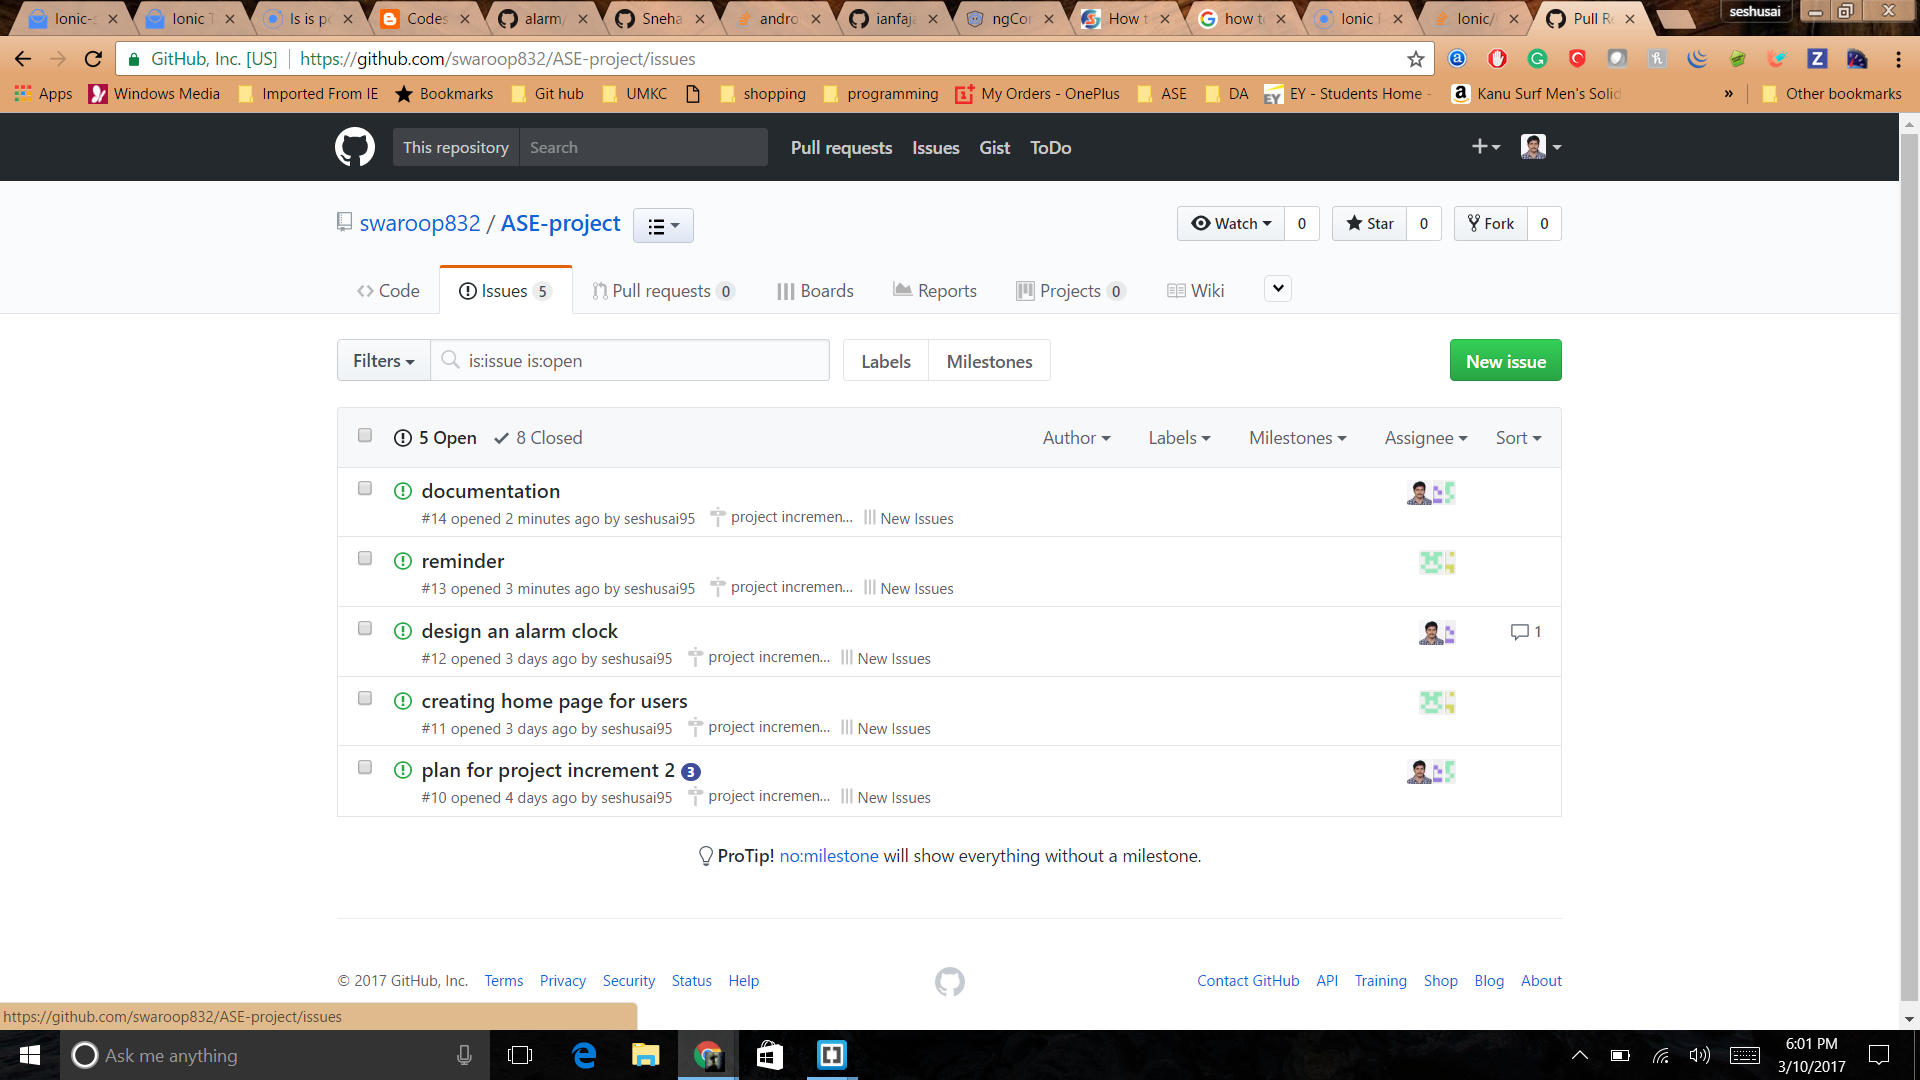 Ionic-s Ionic T Is is po Codes alarm/ Sneha andro ianfaja ngCor How t how to Ionic Ionic/ Pull Re seshusai
GitHub, Inc. [US] https://github.com/swaroop832/ASE-project/issues
Apps Windows Media Imported From IE Bookmarks Git hub UMKC shopping programming My Orders - OnePlus ASE DA EY - Students Home - Kanu Surf Men's Solid » Other bookmarks
This repository Search Pull requests Issues Gist ToDo
swaroop832 / ASE-project Watch 0 Star 0 Fork 0
Code Issues 5 Pull requests 0 Boards Reports Projects 0 Wiki
Filters is:issue is:open Labels Milestones New issue
5 Open 8 Closed Author Labels Milestones Assignee Sort
documentation
#14 opened 2 minutes ago by seshusai95 project incremen... New Issues
reminder
#13 opened 3 minutes ago by seshusai95 project incremen... New Issues
design an alarm clock 1
#12 opened 3 days ago by seshusai95 project incremen... New Issues
creating home page for users
#11 opened 3 days ago by seshusai95 project incremen... New Issues
plan for project increment 2 3
#10 opened 4 days ago by seshusai95 project incremen... New Issues
ProTip! no:milestone will show everything without a milestone.
© 2017 GitHub, Inc. Terms Privacy Security Status Help Contact GitHub API Training Shop Blog About
https://github.com/swaroop832/ASE-project/issues
Ask me anything 6:01 PM
3/10/2017